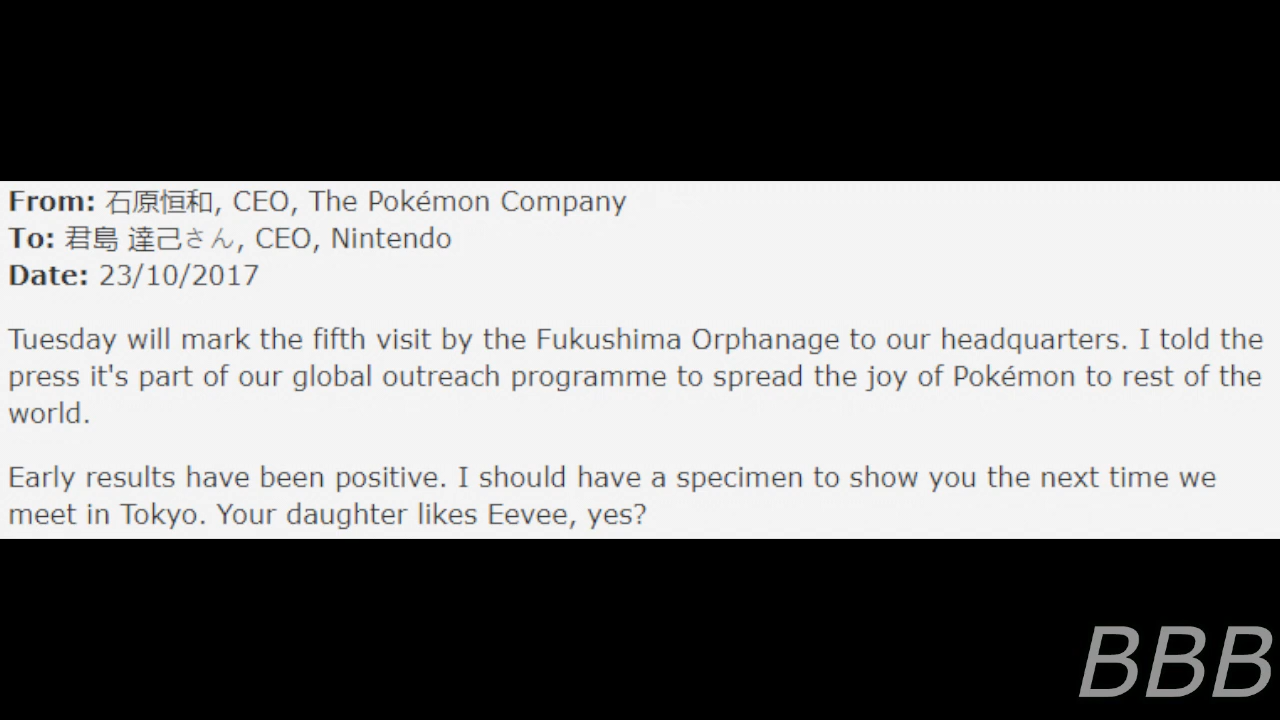 From: 石原恒和, CEO, The Pokémon Company
To: 君島 達己さん, CEO, Nintendo
Date: 23/10/2017
Tuesday will mark the fifth visit by the Fukushima Orphanage to our headquarters. I told the
press it's part of our global outreach programme to spread the joy of Pokémon to rest of the
world.
Early results have been positive. I should have a specimen to show you the next time we
meet in Tokyo. Your daughter likes Eevee, yes?
BBB